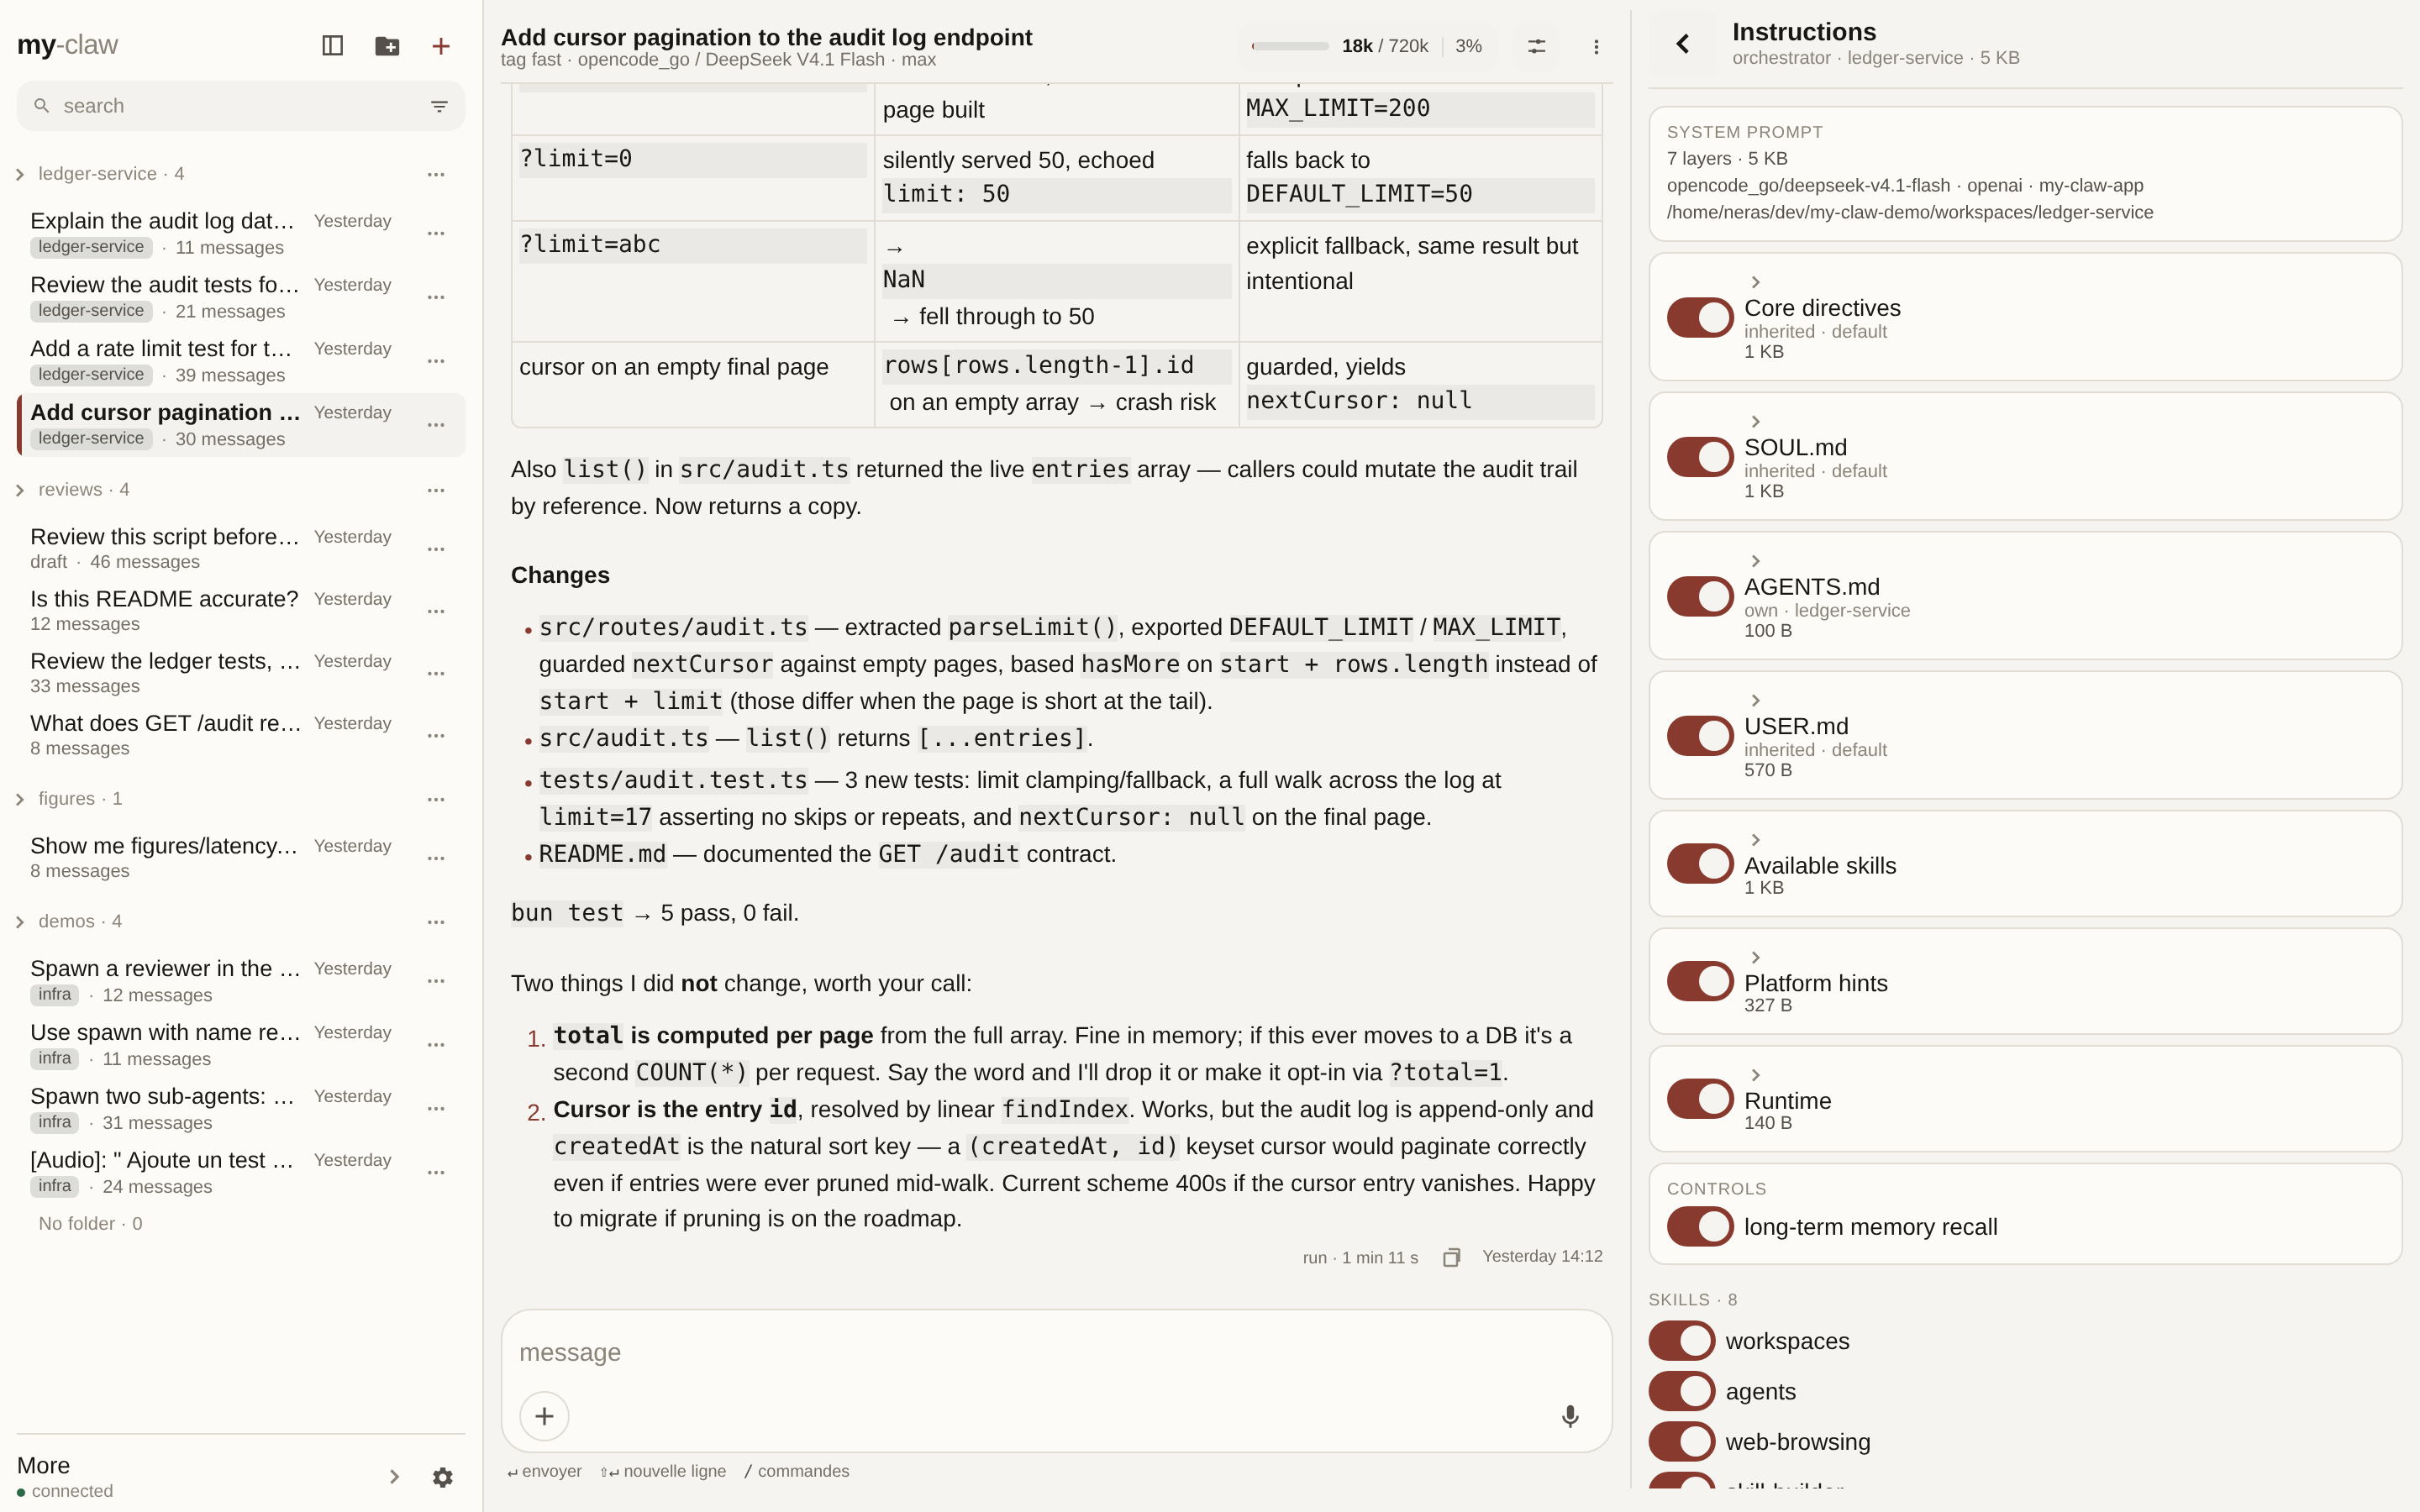 my-claw
search
ledger-service · 4
Explain the audit log dat… Yesterday
ledger-service · 11 messages
Review the audit tests fo… Yesterday
ledger-service · 21 messages
Add a rate limit test for t… Yesterday
ledger-service · 39 messages
Add cursor pagination … Yesterday
ledger-service · 30 messages
reviews · 4
Review this script before… Yesterday
draft · 46 messages
Is this README accurate? Yesterday
12 messages
Review the ledger tests, … Yesterday
33 messages
What does GET /audit re… Yesterday
8 messages
figures · 1
Show me figures/latency… Yesterday
8 messages
demos · 4
Spawn a reviewer in the … Yesterday
infra · 12 messages
Use spawn with name re… Yesterday
infra · 11 messages
Spawn two sub-agents: … Yesterday
infra · 31 messages
[Audio]: " Ajoute un test … Yesterday
infra · 24 messages
No folder · 0
More
connected
Add cursor pagination to the audit log endpoint
tag fast · opencode_go / DeepSeek V4.1 Flash · max
18k / 720k 3%
page built
MAX_LIMIT=200
?limit=0
silently served 50, echoed
limit: 50
falls back to
DEFAULT_LIMIT=50
?limit=abc
→
NaN
→ fell through to 50
explicit fallback, same result but
intentional
cursor on an empty final page
rows[rows.length-1].id
on an empty array → crash risk
guarded, yields
nextCursor: null
Also list() in src/audit.ts returned the live entries array — callers could mutate the audit trail
by reference. Now returns a copy.
Changes
• src/routes/audit.ts — extracted parseLimit(), exported DEFAULT_LIMIT / MAX_LIMIT,
guarded nextCursor against empty pages, based hasMore on start + rows.length instead of
start + limit (those differ when the page is short at the tail).
• src/audit.ts — list() returns [...entries].
• tests/audit.test.ts — 3 new tests: limit clamping/fallback, a full walk across the log at
limit=17 asserting no skips or repeats, and nextCursor: null on the final page.
• README.md — documented the GET /audit contract.
bun test → 5 pass, 0 fail.
Two things I did not change, worth your call:
1. total is computed per page from the full array. Fine in memory; if this ever moves to a DB it's a
second COUNT(*) per request. Say the word and I'll drop it or make it opt-in via ?total=1.
2. Cursor is the entry id, resolved by linear findIndex. Works, but the audit log is append-only and
createdAt is the natural sort key — a (createdAt, id) keyset cursor would paginate correctly
even if entries were ever pruned mid-walk. Current scheme 400s if the cursor entry vanishes. Happy
to migrate if pruning is on the roadmap.
run · 1 min 11 s Yesterday 14:12
message
↵ envoyer ⇧↵ nouvelle ligne / commandes
Instructions
orchestrator · ledger-service · 5 KB
SYSTEM PROMPT
7 layers · 5 KB
opencode_go/deepseek-v4.1-flash · openai · my-claw-app
/home/neras/dev/my-claw-demo/workspaces/ledger-service
Core directives
inherited · default
1 KB
SOUL.md
inherited · default
1 KB
AGENTS.md
own · ledger-service
100 B
USER.md
inherited · default
570 B
Available skills
1 KB
Platform hints
327 B
Runtime
140 B
CONTROLS
long-term memory recall
SKILLS · 8
workspaces
agents
web-browsing